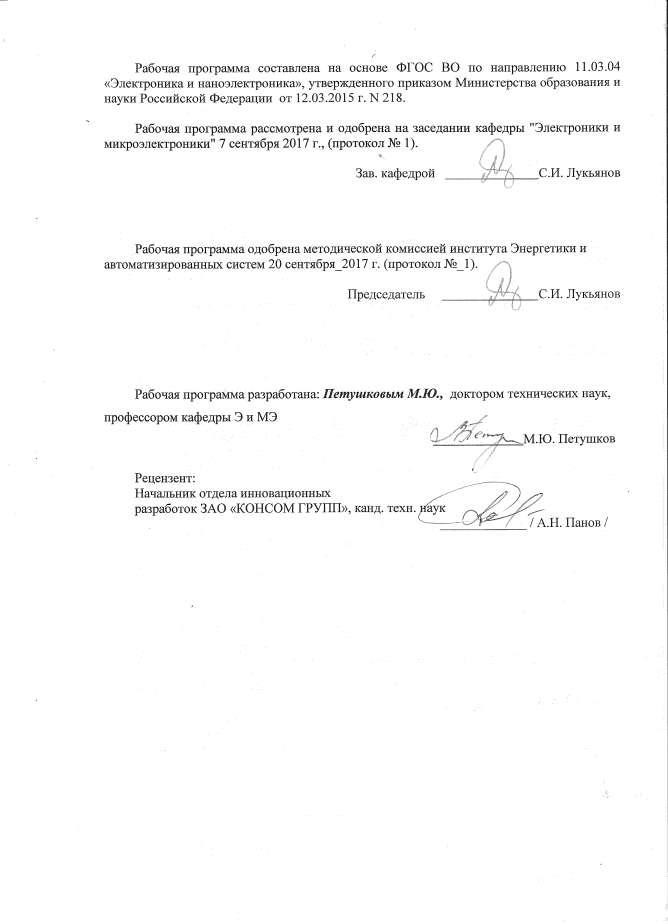 Рабочая программа составлена на основе ФГОС ВО по направлению 11.03.04
«Электроника и наноэлектроника», утвержденного приказом Министерства образования и
науки Российской Федерации от 12.03.2015 г. N 218.
Рабочая программа рассмотрена и одобрена на заседании кафедры "Электроники и
микроэлектроники" 7 сентября 2017 г., (протокол № 1).
Зав. кафедрой ______________С.И. Лукьянов
Рабочая программа одобрена методической комиссией института Энергетики и
автоматизированных систем 20 сентября_2017 г. (протокол №_1).
Председатель ______________С.И. Лукьянов
Рабочая программа разработана: Петушковым М.Ю., доктором технических наук,
профессором кафедры Э и МЭ
______________М.Ю. Петушков
Рецензент:
Начальник отдела инновационных
разработок ЗАО «КОНСОМ ГРУПП», канд. техн. наук
_____________ / А.Н. Панов /